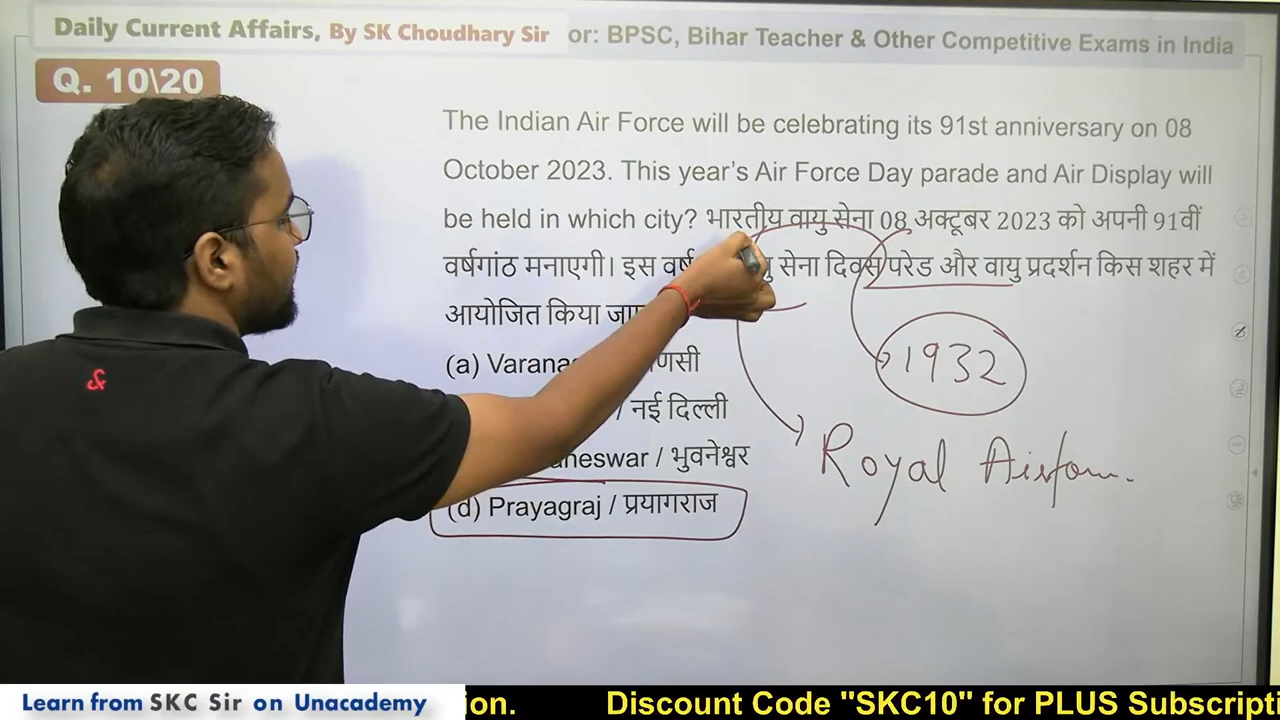 Daily Current Affairs, By SK Choudhary Sir or: BPSC, Bihar Teacher & Other Competitive Exams in India
Q. 10\20
The Indian Air Force will be celebrating its 91st anniversary on 08
October 2023. This year's Air Force Day parade and Air Display will
be held in which city? भारतीय वायु सेना 08 अक्टूबर 2023 को अपनी 91वीं
वर्षगांठ मनाएगी। इस वर्ष सेना दिवस परेड और वायु प्रदर्शन किस शहर में
आयोजित किया
(a)
1932
/ नई दिल्ली
Royal
/ भुवनेश्वर
(d) Prayagraj / प्रयागराज
Learn from SKC Sir on Unacademy
on. Discount Code "SKC10" for PLUS Subscripti